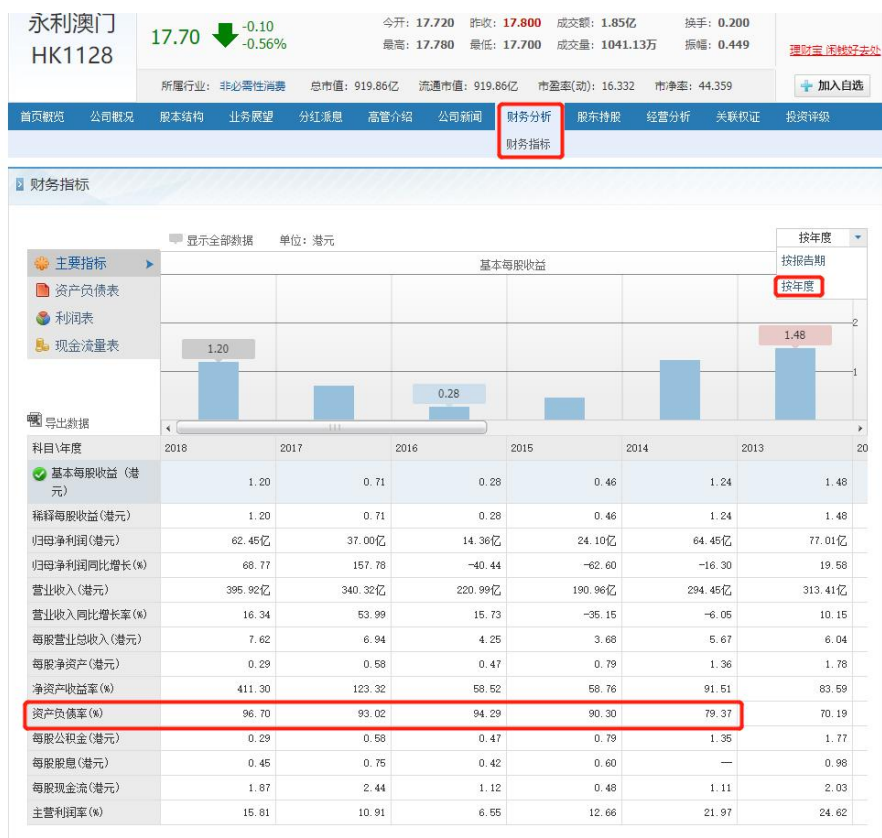 永利澳门
HK1128
17.70 -0.10
-0.56%
今开: 17.720 昨收: 17.800 成交额: 1.85亿 换手: 0.200
最高: 17.780 最低: 17.700 成交量: 1041.13万 振幅: 0.449
理财宝 闲钱好去处
所属行业: 非必需性消费 总市值: 919.86亿 流通市值: 919.86亿 市盈率(动): 16.332 市净率: 44.359
加入自选
首页概览 公司概况 股本结构 业务展望 分红派息 高管介绍 公司新闻 财务分析 股东持股 经营分析 关联权证 投资评级
财务指标
财务指标
显示全部数据 单位: 港元 按年度
主要指标
资产负债表
利润表
现金流量表
导出数据
基本每股收益
按报告期
按年度
2
1
1.20 0.28 1.48
科目\年度 2018 2017 2016 2015 2014 2013 20
基本每股收益(港元) 1.20 0.71 0.28 0.46 1.24 1.48
稀释每股收益(港元) 1.20 0.71 0.28 0.46 1.24 1.48
归母净利润(港元) 62.45亿 37.00亿 14.36亿 24.10亿 64.45亿 77.01亿
归母净利润同比增长(%) 68.77 157.78 -40.44 -62.60 -16.30 19.58
营业收入(港元) 395.92亿 340.32亿 220.99亿 190.96亿 294.45亿 313.41亿
营业收入同比增长率(%) 16.34 53.99 15.73 -35.15 -6.05 10.15
每股营业总收入(港元) 7.62 6.94 4.25 3.68 5.67 6.04
每股净资产(港元) 0.29 0.58 0.47 0.79 1.36 1.78
净资产收益率(%) 411.30 123.32 58.52 58.76 91.51 83.59
资产负债率(%) 96.70 93.02 94.29 90.30 79.37 70.19
每股公积金(港元) 0.29 0.58 0.47 0.79 1.35 1.77
每股股息(港元) 0.45 0.75 0.42 0.60 — 0.98
每股现金流(港元) 1.87 2.44 1.12 0.48 1.11 2.03
主营利润率(%) 15.81 10.91 6.55 12.66 21.97 24.62